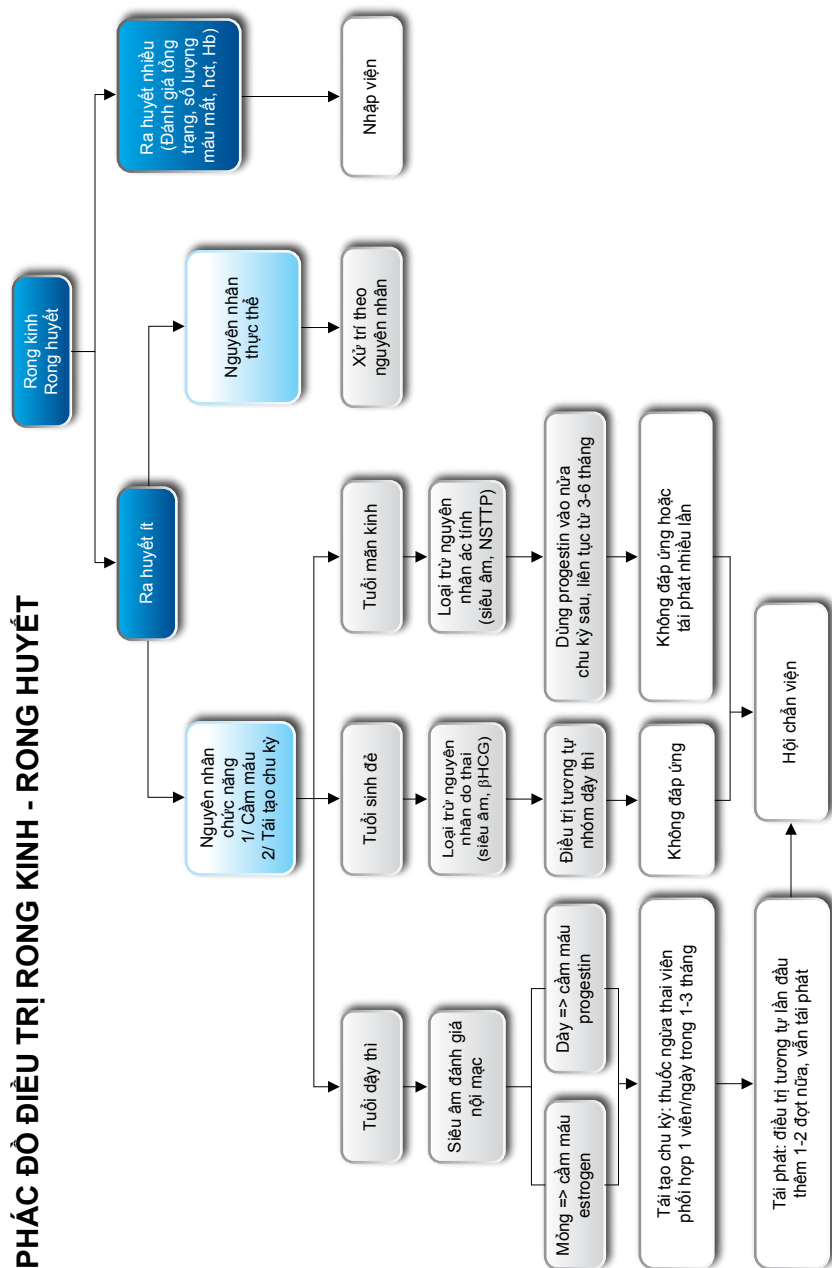 PHÁC ĐỒ ĐIỀU TRỊ RONG KINH - RONG HUYẾT
Rong kinh
Rong huyết
Ra huyết ít
Ra huyết nhiều
(Đánh giá tổng
trạng, số lượng
máu mất, hct, Hb)
Nguyên nhân
chức năng
1/ Cầm máu
2/ Tái tạo chu kỳ
Nguyên nhân
thực thể
Nhập viện
Xử trí theo
nguyên nhân
Tuổi dậy thì
Tuổi sinh đẻ
Tuổi mãn kinh
Siêu âm đánh giá
nội mạc
Loại trừ nguyên
nhân do thai
(siêu âm, βHCG)
Loại trừ nguyên
nhân ác tính
(siêu âm, NSTTP)
Mỏng => cầm máu
estrogen
Dày => cầm máu
progestin
Điều trị tương tự
nhóm dậy thì
Dùng progestin vào nửa
chu kỳ sau, liên tục từ 3-6 tháng
Tái tạo chu kỳ: thuốc ngừa thai viên
phối hợp 1 viên/ngày trong 1-3 tháng
Không đáp ứng
Không đáp ứng hoặc
tái phát nhiều lần
Tái phát: điều trị tương tự lần đầu
thêm 1-2 đợt nữa, vẫn tái phát
Hội chẩn viện